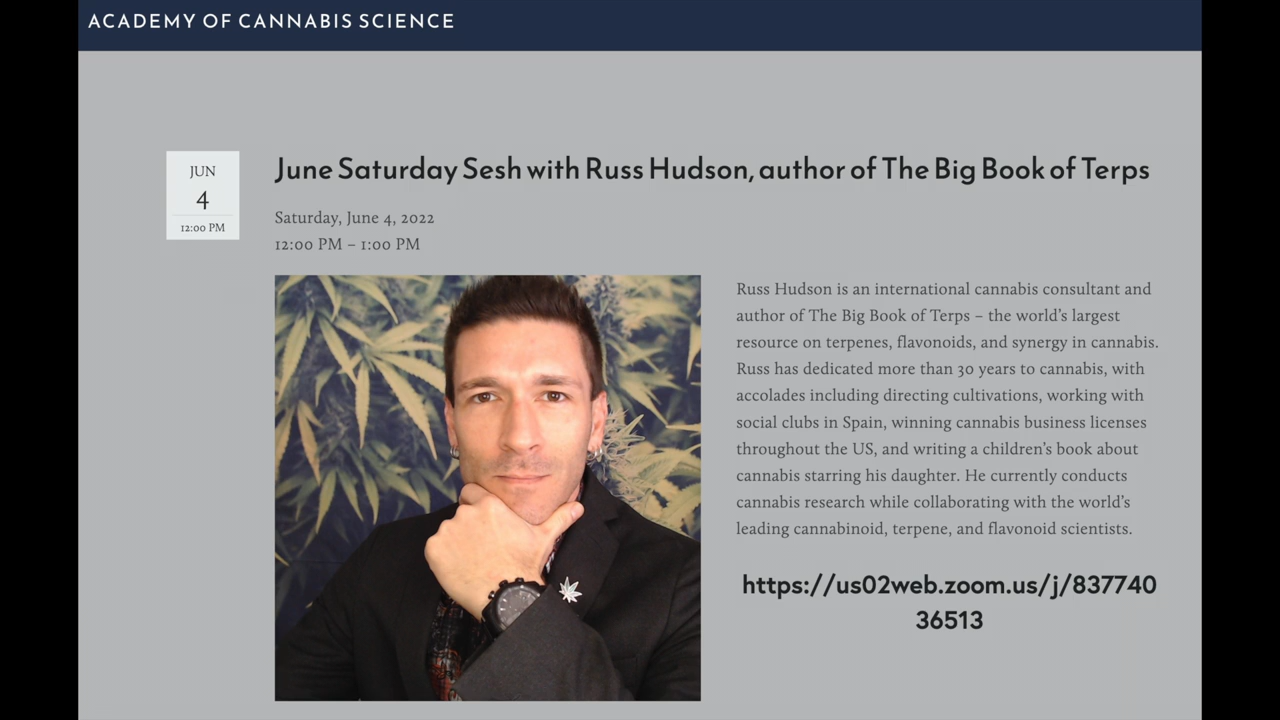 ACADEMY OF CANNABIS SCIENCE
JUN
4
12:00 PM
June Saturday Sesh with Russ Hudson, author of The Big Book of Terps
Saturday, June 4, 2022
12:00 PM – 1:00 PM
Russ Hudson is an international cannabis consultant and
author of The Big Book of Terps – the world's largest
resource on terpenes, flavonoids, and synergy in cannabis.
Russ has dedicated more than 30 years to cannabis, with
accolades including directing cultivations, working with
social clubs in Spain, winning cannabis business licenses
throughout the US, and writing a children's book about
cannabis starring his daughter. He currently conducts
cannabis research while collaborating with the world's
leading cannabinoid, terpene, and flavonoid scientists.
https://us02web.zoom.us/j/837740
36513